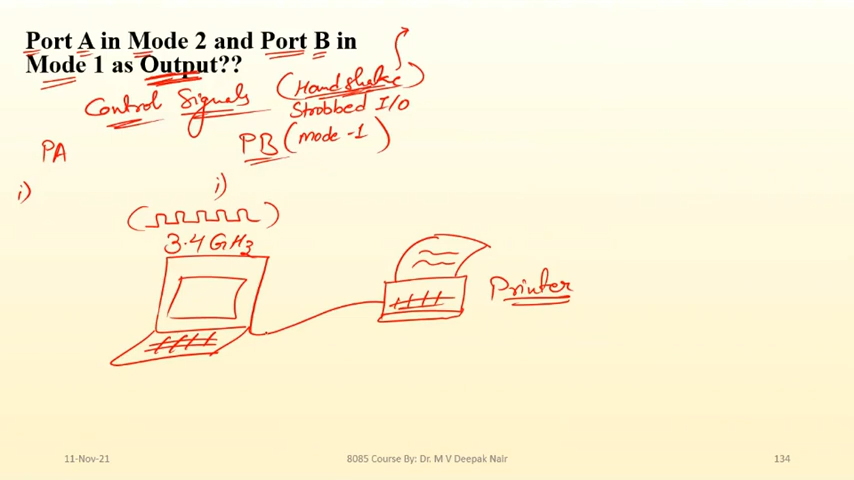 Port A in Mode 2 and Port B in
Mode 1 as Output??
Control Signals (Handshake)
Strobbed I/O
PA
PB (mode -1)
i)
i)
3.4 GHz
Printer
11-Nov-21
8085 Course By: Dr. M V Deepak Nair
134